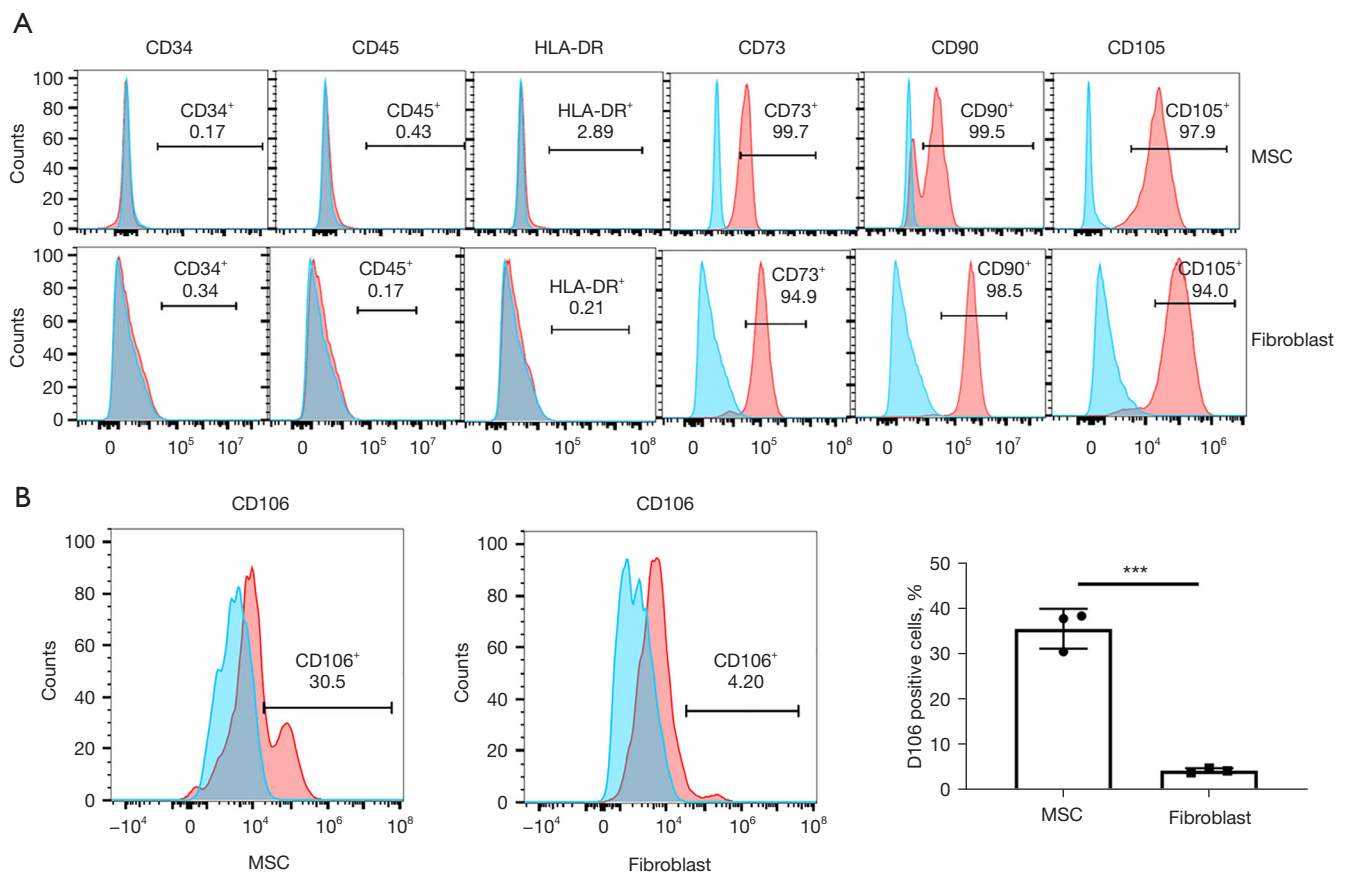 A
CD34 CD45 HLA-DR CD73 CD90 CD105
Counts
100
80
60
40
20
0
CD34⁺
0.17
CD45⁺
0.43
HLA-DR⁺
2.89
CD73⁺
99.7
CD90⁺
99.5
CD105⁺
97.9
MSC
Counts
100
80
60
40
20
0
CD34⁺
0.34
CD45⁺
0.17
HLA-DR⁺
0.21
CD73⁺
94.9
CD90⁺
98.5
CD105⁺
94.0
Fibroblast
0 10⁵ 10⁷ 0 10⁵ 10⁷ 0 10⁵ 10⁸ 0 10⁵ 10⁸ 0 10⁵ 10⁷ 0 10⁴ 10⁶
B
CD106
Counts
100
80
60
40
20
0
CD106⁺
30.5
−10⁴ 0 10⁴ 10⁶ 10⁸
MSC
CD106
Counts
100
80
60
40
20
0
CD106⁺
4.20
−10⁴ 0 10⁴ 10⁶ 10⁸
Fibroblast
D106 positive cells, %
50
40
30
20
10
0
***
MSC Fibroblast